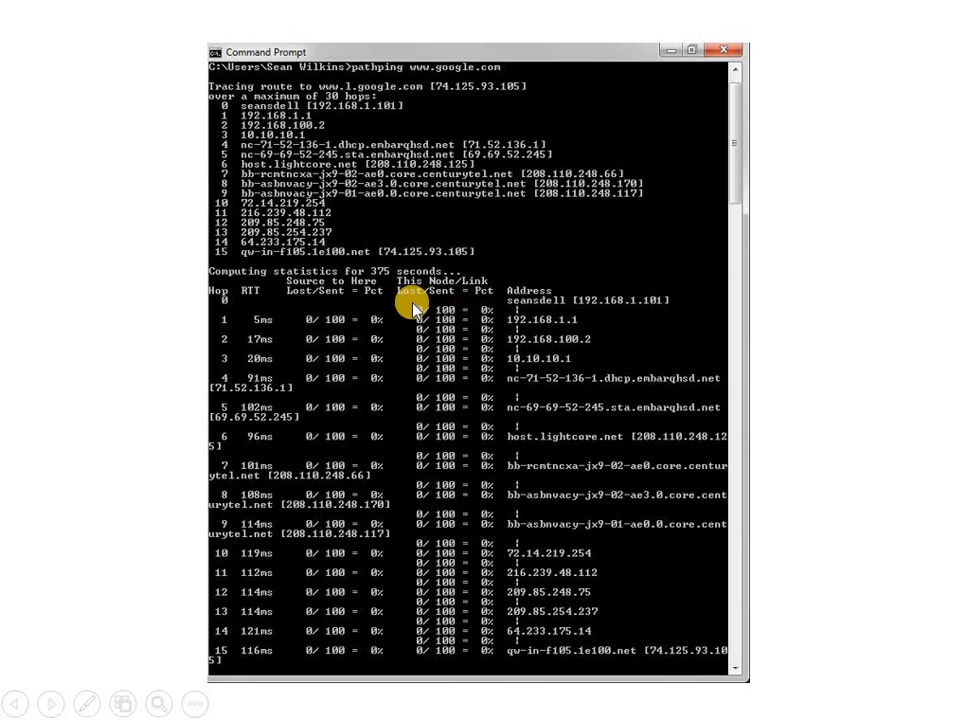 Command Prompt
C:\Users\Sean Wilkins>pathping www.google.com
Tracing route to www.l.google.com [74.125.93.105]
over a maximum of 30 hops:
0 seansdell [192.168.1.101]
1 192.168.1.1
2 192.168.100.2
3 10.10.10.1
4 nc-71-52-136-1.dhcp.embarqhsd.net [71.52.136.1]
5 nc-69-69-52-245.sta.embarqhsd.net [69.69.52.245]
6 host.lightcore.net [208.110.248.125]
7 bb-rcmtncxa-jx9-02-ae0.core.centurytel.net [208.110.248.66]
8 bb-asbnvacy-jx9-02-ae3.0.core.centurytel.net [208.110.248.170]
9 bb-asbnvacy-jx9-01-ae0.0.core.centurytel.net [208.110.248.117]
10 72.14.219.254
11 216.239.48.112
12 209.85.248.75
13 209.85.254.237
14 64.233.175.14
15 qw-in-f105.1e100.net [74.125.93.105]
Computing statistics for 375 seconds...
Source to Here This Node/Link
Hop RTT Lost/Sent = Pct Lost/Sent = Pct Address
0 seansdell [192.168.1.101]
0/ 100 = 0% |
1 5ms 0/ 100 = 0% 0/ 100 = 0% 192.168.1.1
0/ 100 = 0% |
2 17ms 0/ 100 = 0% 0/ 100 = 0% 192.168.100.2
0/ 100 = 0% |
3 20ms 0/ 100 = 0% 0/ 100 = 0% 10.10.10.1
0/ 100 = 0% |
4 91ms 0/ 100 = 0% 0/ 100 = 0% nc-71-52-136-1.dhcp.embarqhsd.net
[71.52.136.1]
0/ 100 = 0% |
5 102ms 0/ 100 = 0% 0/ 100 = 0% nc-69-69-52-245.sta.embarqhsd.net
[69.69.52.245]
0/ 100 = 0% |
6 96ms 0/ 100 = 0% 0/ 100 = 0% host.lightcore.net [208.110.248.12
5]
0/ 100 = 0% |
7 101ms 0/ 100 = 0% 0/ 100 = 0% bb-rcmtncxa-jx9-02-ae0.core.centur
ytel.net [208.110.248.66]
0/ 100 = 0% |
8 108ms 0/ 100 = 0% 0/ 100 = 0% bb-asbnvacy-jx9-02-ae3.0.core.cent
urytel.net [208.110.248.170]
0/ 100 = 0% |
9 114ms 0/ 100 = 0% 0/ 100 = 0% bb-asbnvacy-jx9-01-ae0.0.core.cent
urytel.net [208.110.248.117]
0/ 100 = 0% |
10 119ms 0/ 100 = 0% 0/ 100 = 0% 72.14.219.254
0/ 100 = 0% |
11 112ms 0/ 100 = 0% 0/ 100 = 0% 216.239.48.112
0/ 100 = 0% |
12 114ms 0/ 100 = 0% 0/ 100 = 0% 209.85.248.75
0/ 100 = 0% |
13 114ms 0/ 100 = 0% 0/ 100 = 0% 209.85.254.237
0/ 100 = 0% |
14 121ms 0/ 100 = 0% 0/ 100 = 0% 64.233.175.14
0/ 100 = 0% |
15 116ms 0/ 100 = 0% 0/ 100 = 0% qw-in-f105.1e100.net [74.125.93.10
5]